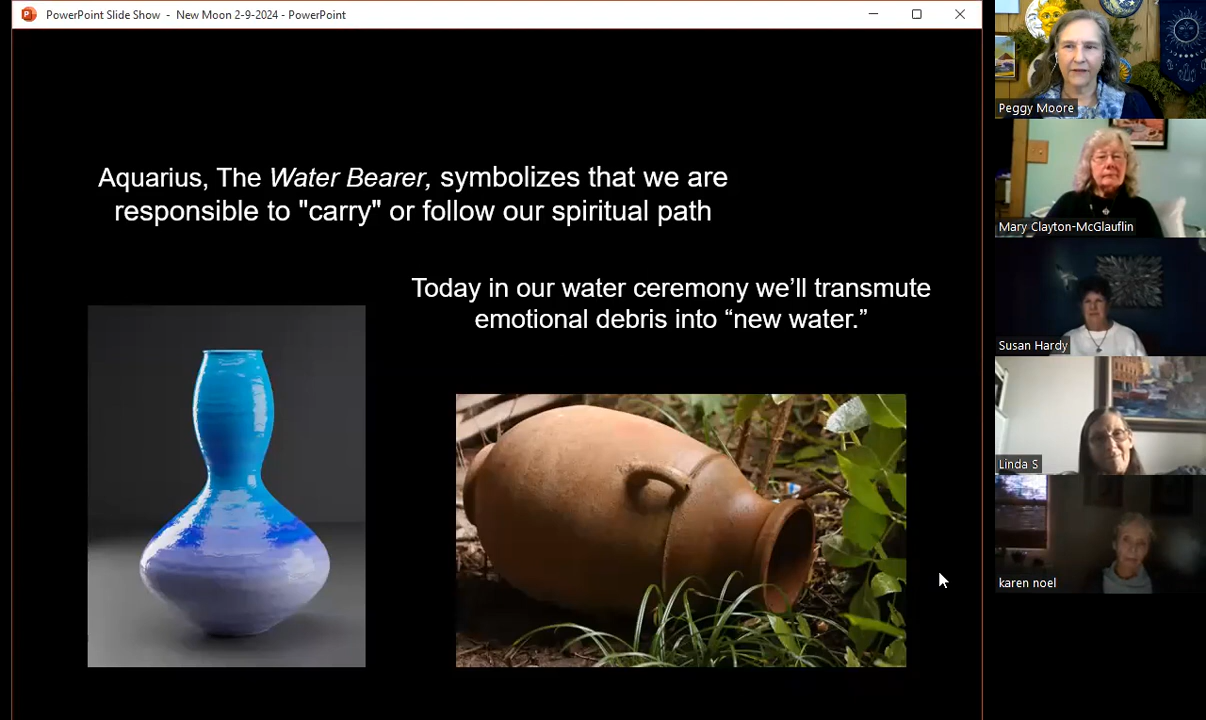 PowerPoint Slide Show - New Moon 2-9-2024 - PowerPoint
Aquarius, The Water Bearer, symbolizes that we are
responsible to "carry" or follow our spiritual path
Today in our water ceremony we’ll transmute
emotional debris into “new water.”
Peggy Moore
Mary Clayton-McGlauflin
Susan Hardy
Linda S
karen noel